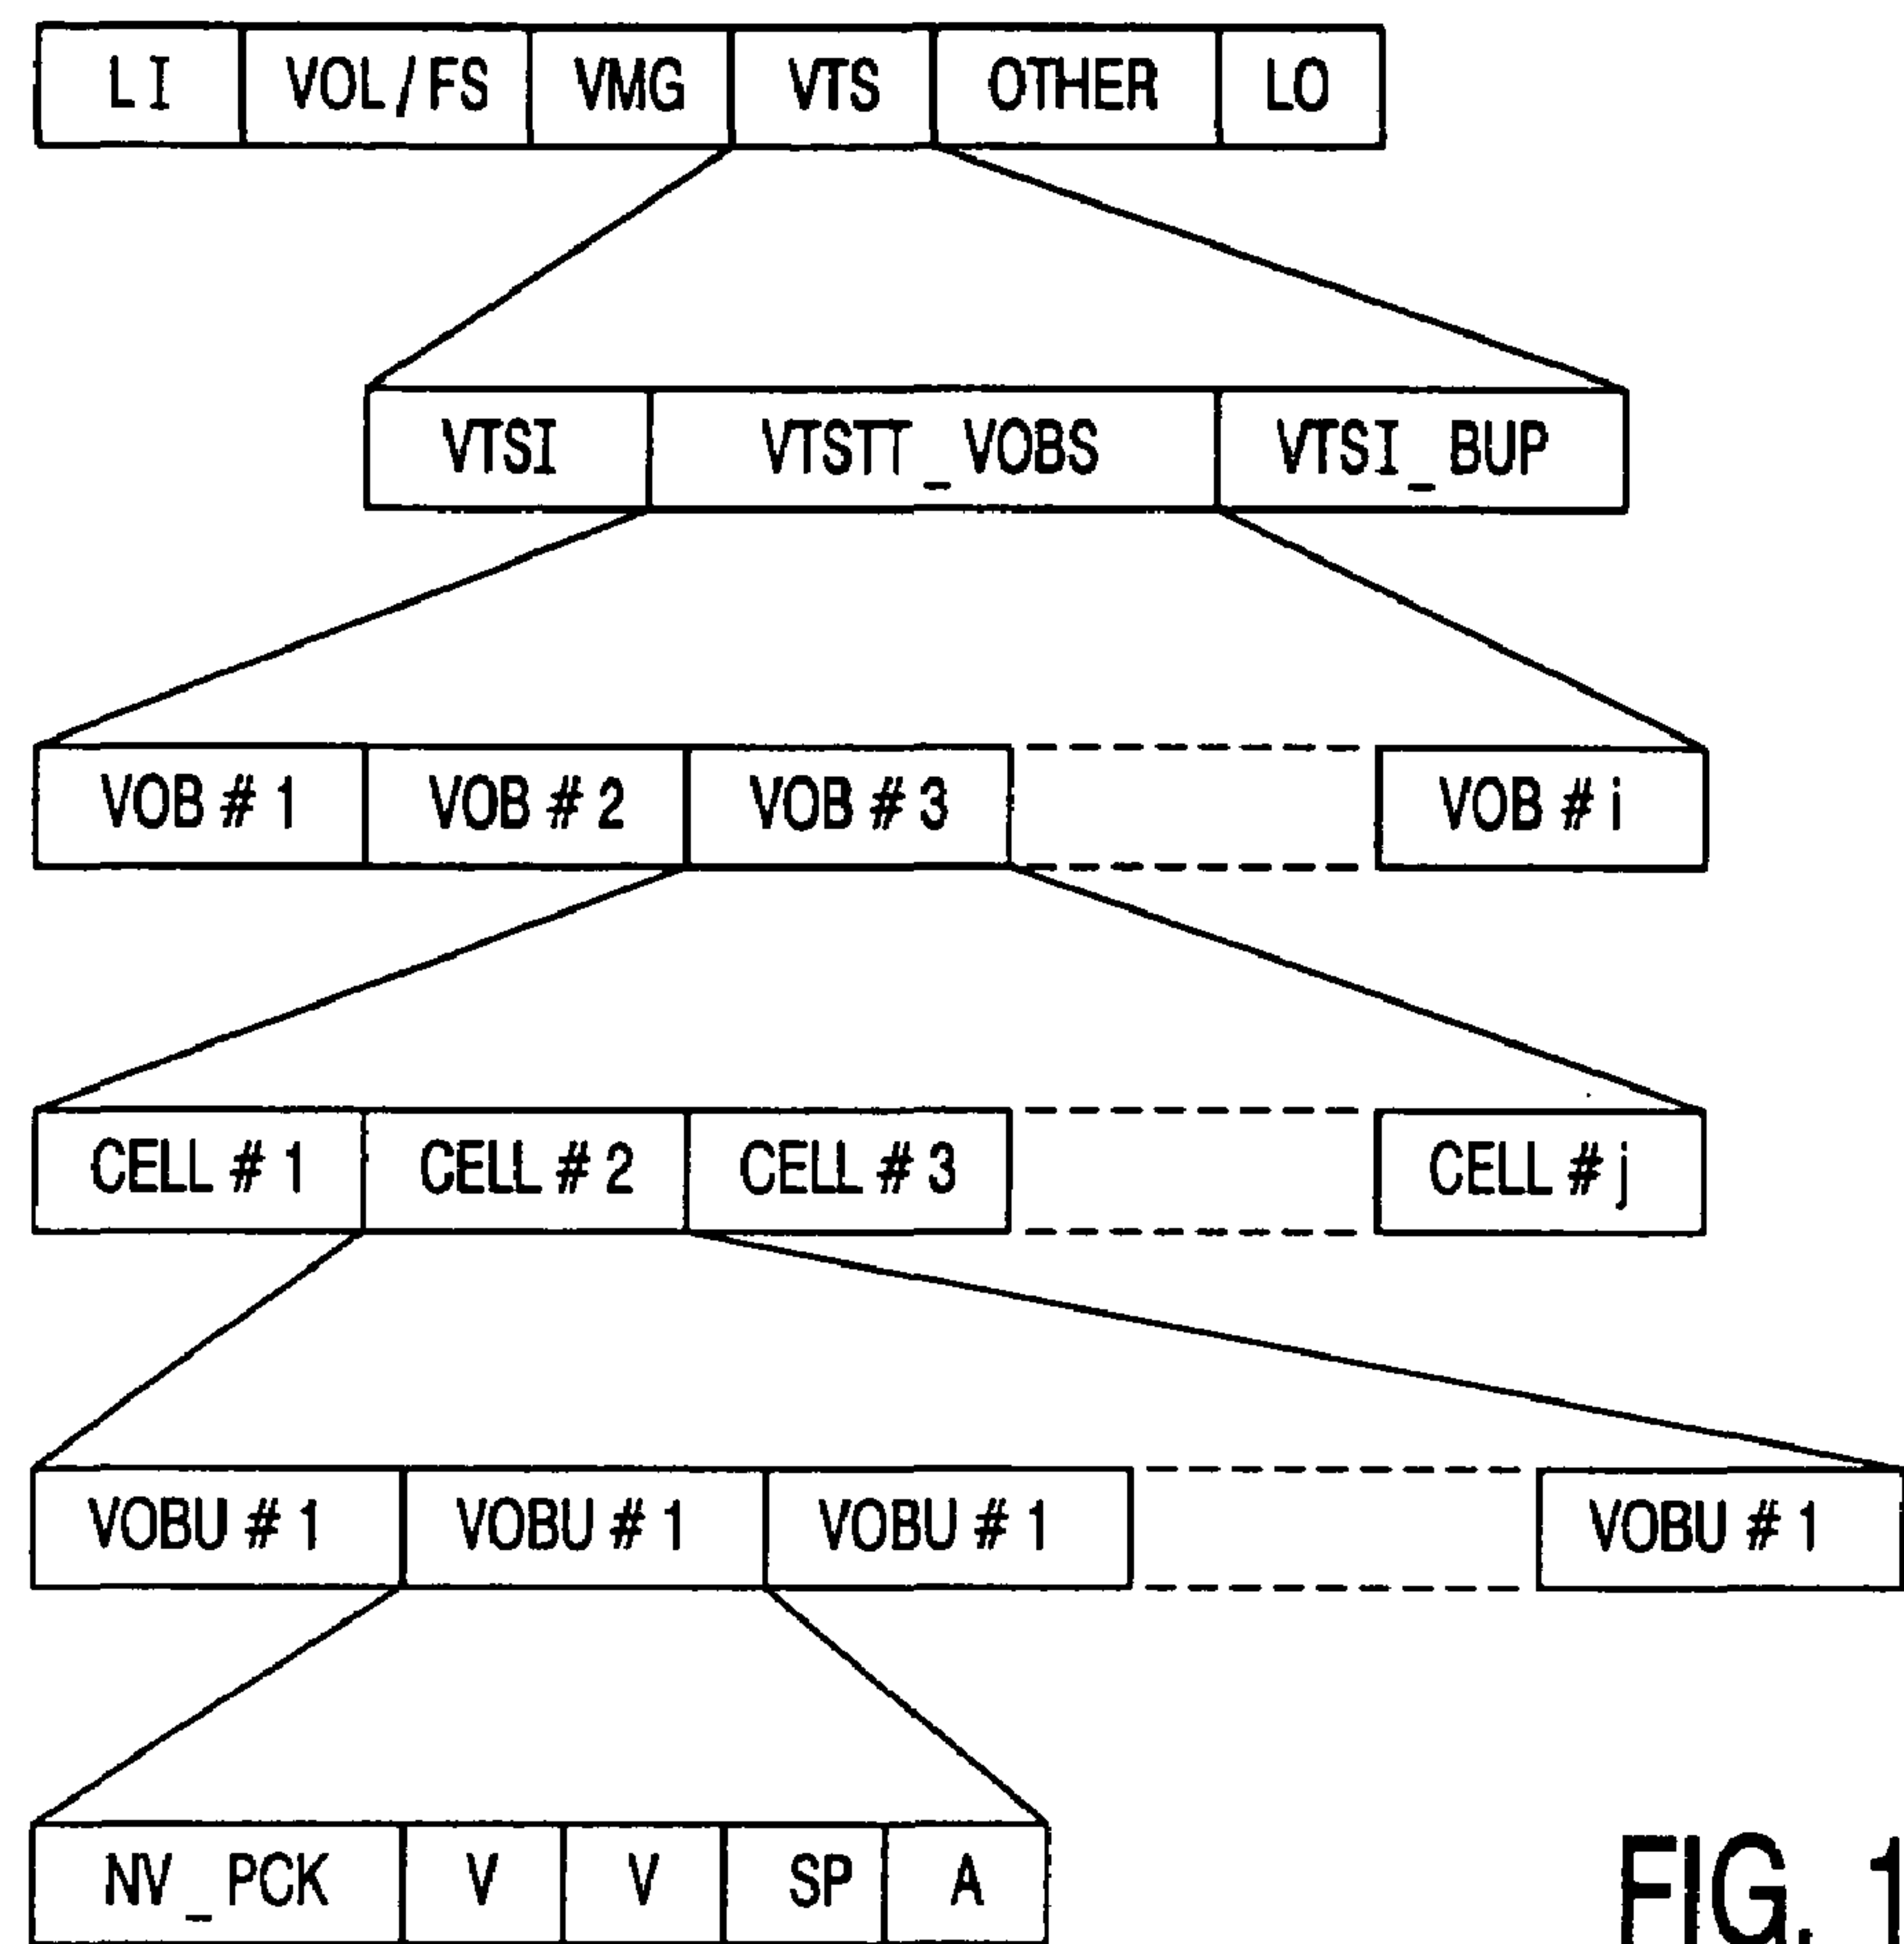 LI VOL/FS VMG VTS OTHER LO
VTSI VTSTT_VOBS VTSI_BUP
VOB #1 VOB #2 VOB #3 VOB #i
CELL #1 CELL #2 CELL #3 CELL #j
VOBU #1 VOBU #1 VOBU #1 VOBU #1
NV_PCK V V SP A
FIG. 1